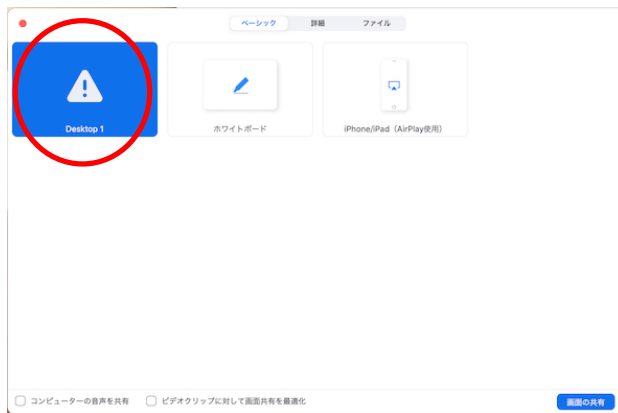 ベーシック 詳細 ファイル
Desktop 1 ホワイトボード iPhone/iPad（AirPlay使用）
コンピューターの音声を共有 ビデオクリップに対して画面共有を最適化 画面の共有